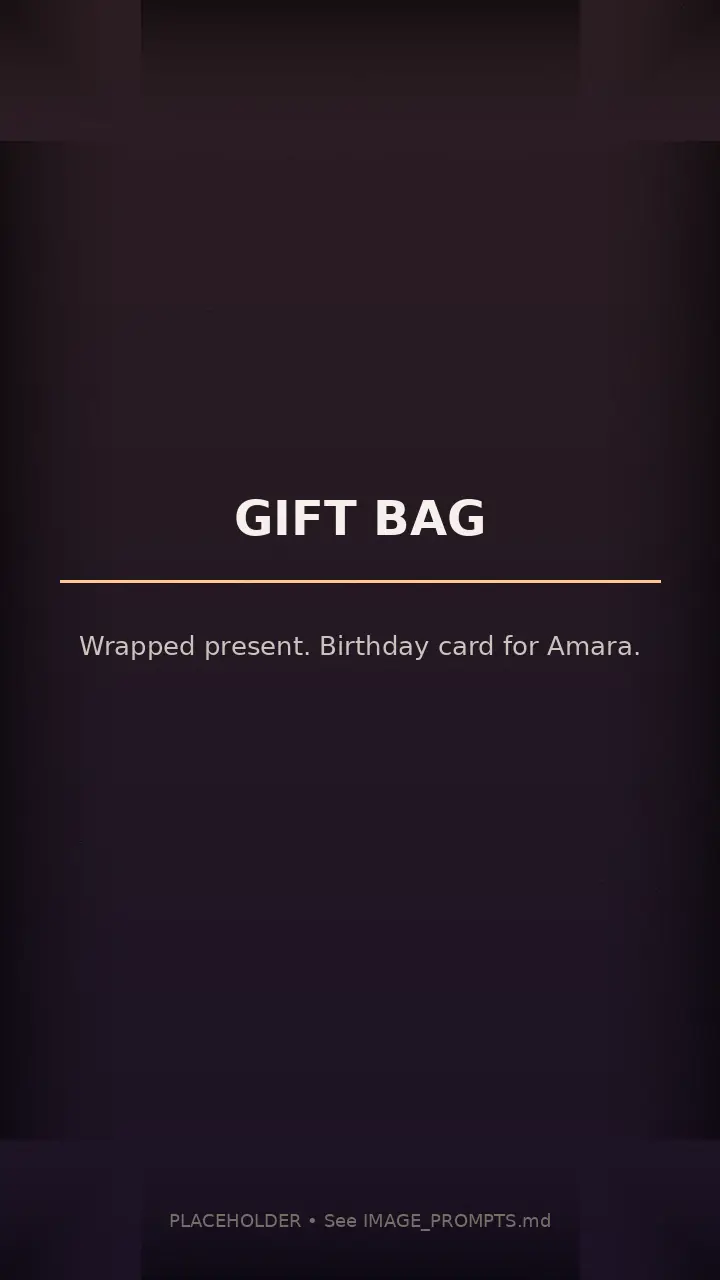 GIFT BAG
Wrapped present. Birthday card for Amara.
PLACEHOLDER • See IMAGE_PROMPTS.md